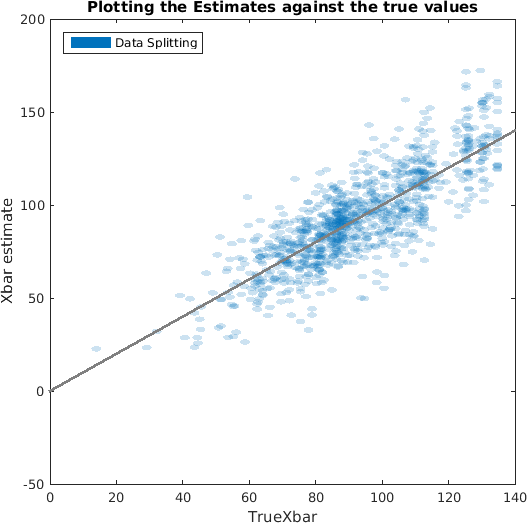 Plotting the Estimates against the true values
Data Splitting
Xbar estimate
200
150
100
50
0
-50
0 20 40 60 80 100 120 140
TrueXbar